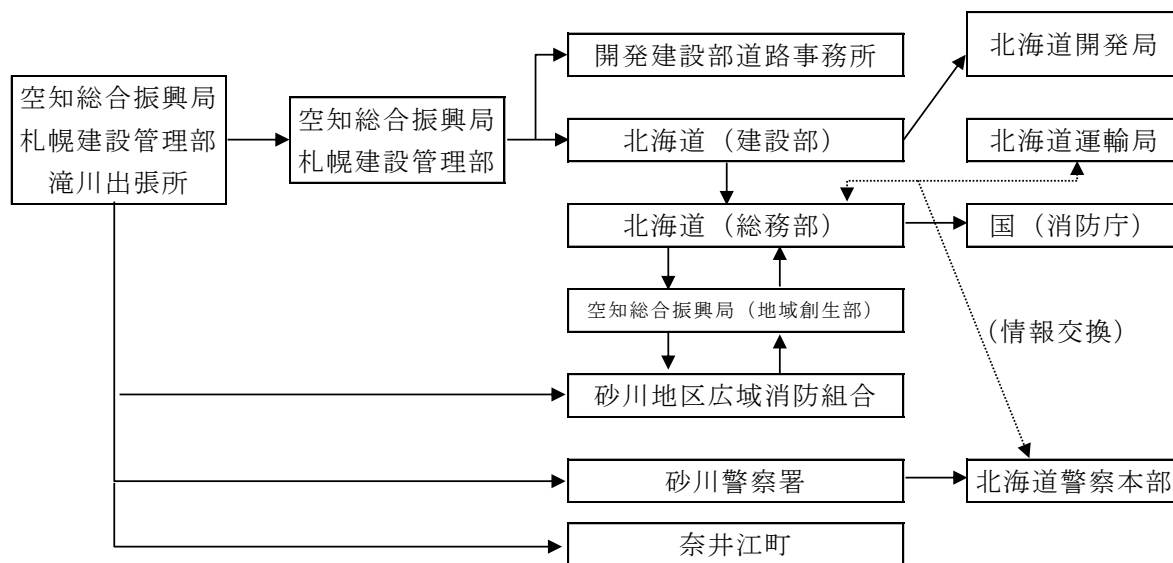 空知総合振興局
札幌建設管理部
滝川出張所
空知総合振興局
札幌建設管理部
開発建設部道路事務所
北海道開発局
北海道（建設部）
北海道運輸局
北海道（総務部）
国（消防庁）
空知総合振興局（地域創生部）
（情報交換）
砂川地区広域消防組合
砂川警察署
北海道警察本部
奈井江町